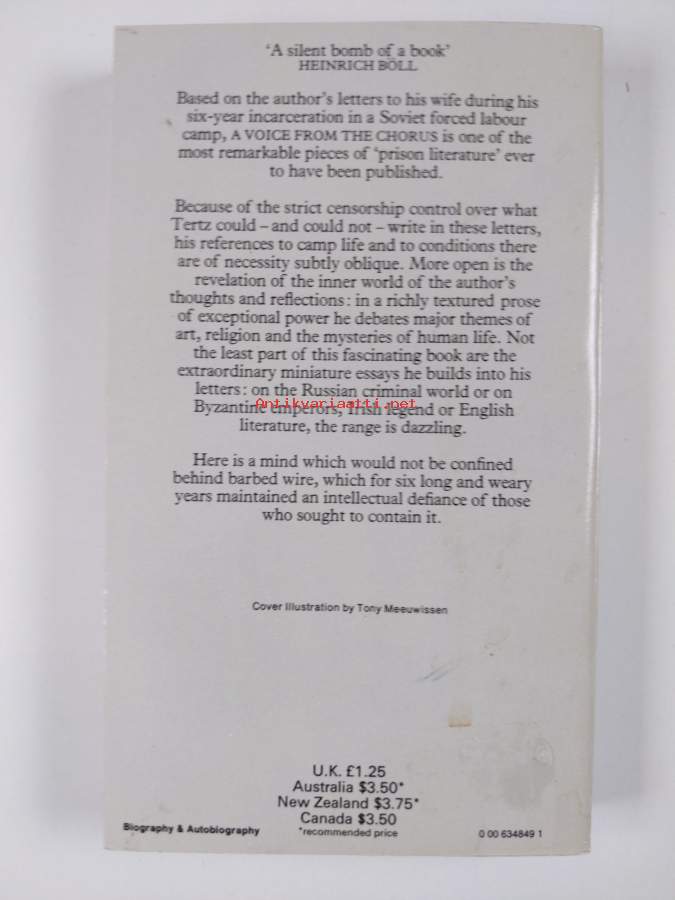 ‘A silent bomb of a book’
HEINRICH BÖLL
Based on the author’s letters to his wife during his
six-year incarceration in a Soviet forced labour
camp, A VOICE FROM THE CHORUS is one of the
most remarkable pieces of ‘prison literature’ ever
to have been published.
Because of the strict censorship control over what
Tertz could – and could not – write in these letters,
his references to camp life and to conditions there
are of necessity subtly oblique. More open is the
revelation of the inner world of the author’s
thoughts and reflections: in a richly textured prose
of exceptional power he debates major themes of
art, religion and the mysteries of human life. Not
the least part of this fascinating book are the
extraordinary miniature essays he builds into his
letters: on the Russian criminal world or on
Antikvariaatti.net
Byzantine emperors, Irish legend or English
literature, the range is dazzling.
Here is a mind which would not be confined
behind barbed wire, which for six long and weary
years maintained an intellectual defiance of those
who sought to contain it.
Cover Illustration by Tony Meeuwissen
U.K. £1.25
Australia $3.50*
New Zealand $3.75*
Canada $3.50
Biography & Autobiography *recommended price 0 00 634849 1